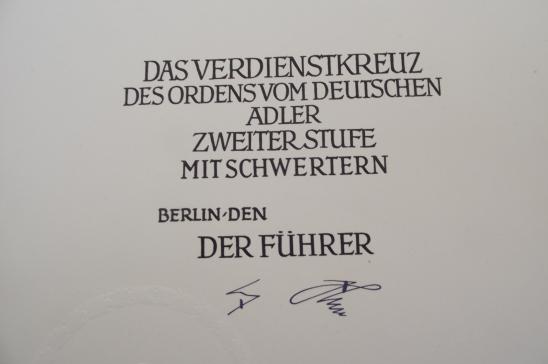 DAS VERDIENSTKREUZ
DES ORDENS VOM DEUTSCHEN
ADLER
ZWEITER STUFE
MIT SCHWERTERN
BERLIN, DEN
DER FÜHRER